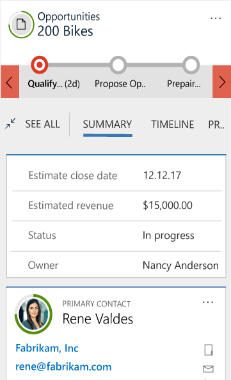 Opportunities
200 Bikes
Qualify... (2d) Propose Op.. Prepair...
SEE ALL SUMMARY TIMELINE PR..
Estimate close date 12.12.17
Estimated revenue $15,000.00
Status In progress
Owner Nancy Anderson
PRIMARY CONTACT
Rene Valdes
Fabrikam, Inc
rene@fabrikam.com